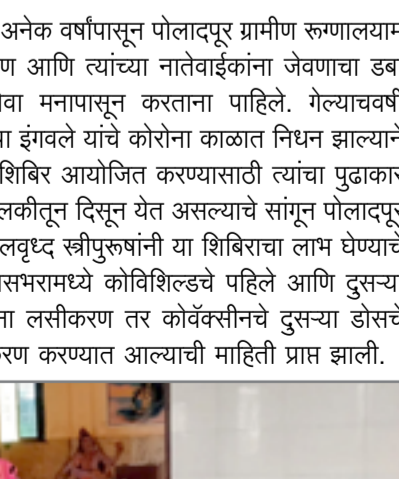 अनेक वर्षांपासून पोलादपूर ग्रामीण रूग्णालयाम
ण आणि त्यांच्या नातेवाईकांना जेवणाचा डबा
वा मनापासून करताना पाहिले. गेल्याचवर्षी
या इंगवले यांचे कोरोना काळात निधन झाल्याने
शिबिर आयोजित करण्यासाठी त्यांचा पुढाकार
लकीतून दिसून येत असल्याचे सांगून पोलादपूर
लवृध्द स्त्रीपुरूषांनी या शिबिराचा लाभ घेण्याचे
सभरामध्ये कोविशिल्डचे पहिले आणि दुसऱ्या
ना लसीकरण तर कोवॅक्सीनचे दुसऱ्या डोसचे
रण करण्यात आल्याची माहिती प्राप्त झाली.